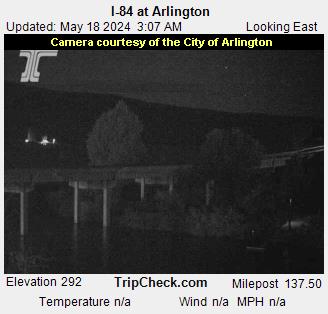 I-84 at Arlington
Updated: May 18 2024 3:07 AM Looking East
Camera courtesy of the City of Arlington
Elevation 292 TripCheck.com Milepost 137.50
Temperature n/a Wind n/a MPH n/a